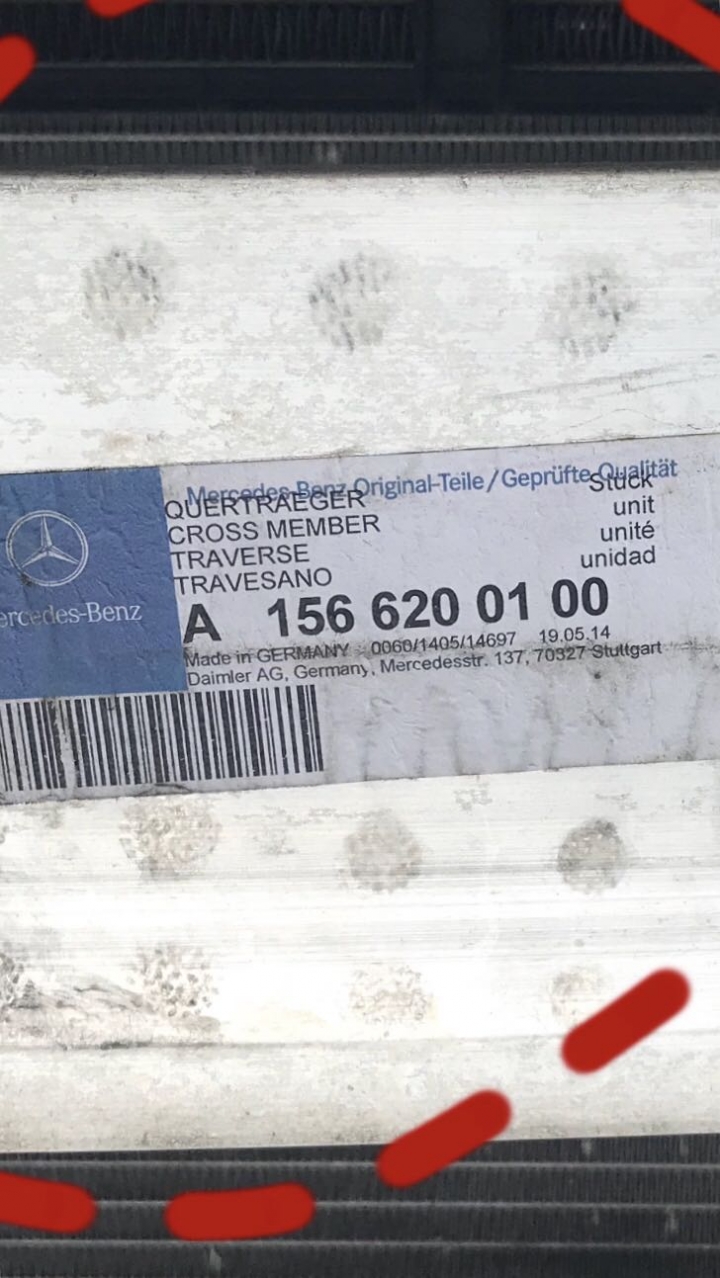 Mercedes-Benz Original-Teile/Geprüfte Qualität
QUERTRAEGER Stück
CROSS MEMBER unit
TRAVERSE unité
TRAVESANO unidad
ercedes-Benz
A 156 620 01 00
Made in GERMANY 0060/1405/14697 19.05.14
Daimler AG, Germany, Mercedesstr. 137, 70327 Stuttgart